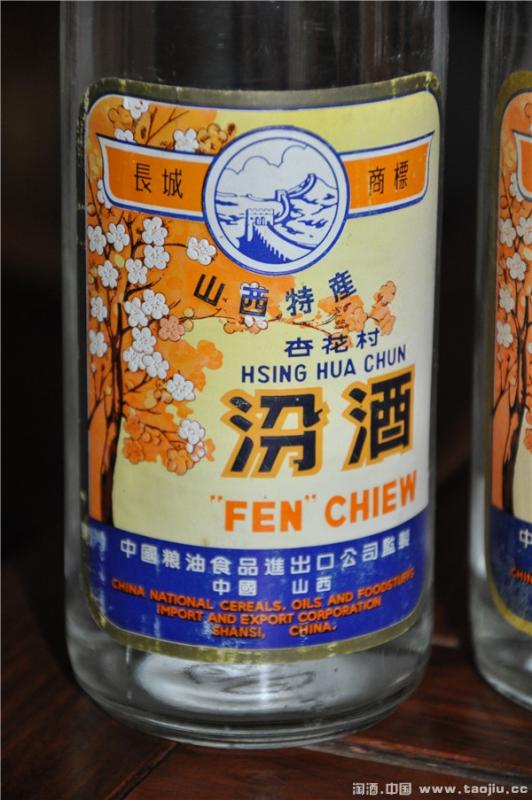 長城 商標
山西特産
杏花村
HSING HUA CHUN
汾酒
"FEN" CHIEW
中國粮油食品進出口公司監製
中國 山西
CHINA NATIONAL CEREALS. OILS AND FOODSTUFFS
IMPORT AND EXPORT CORPORATION
SHANSI, CHINA.
淘酒.中国 www.taojiu.cc